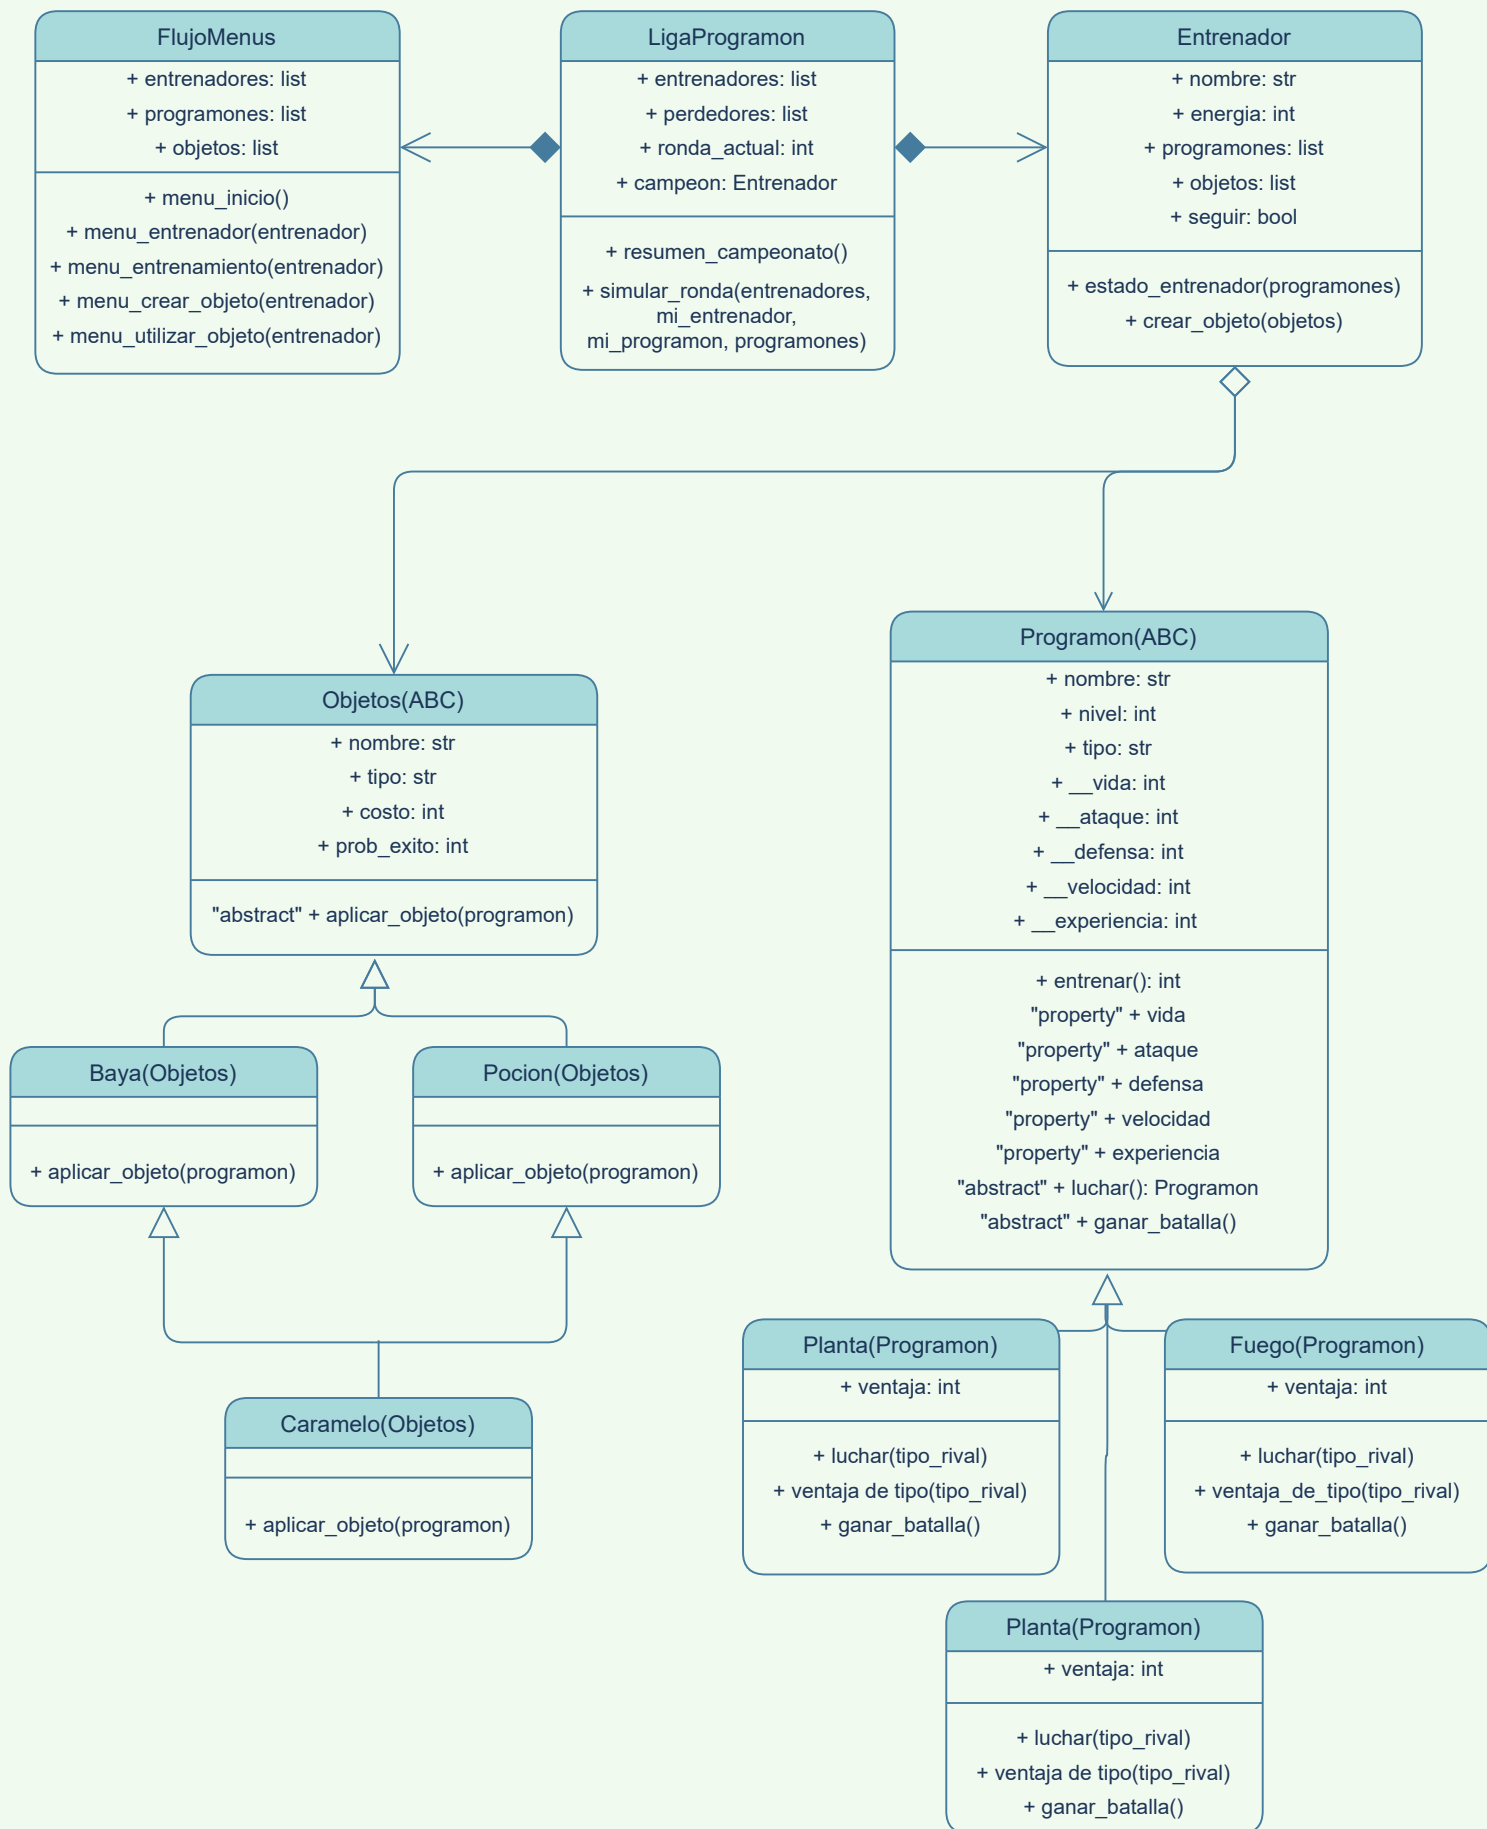 FlujoMenus
+ entrenadores: list
+ programones: list
+ objetos: list
+ menu_inicio()
+ menu_entrenador(entrenador)
+ menu_entrenamiento(entrenador)
+ menu_crear_objeto(entrenador)
+ menu_utilizar_objeto(entrenador)
LigaProgramon
+ entrenadores: list
+ perdedores: list
+ ronda_actual: int
+ campeon: Entrenador
+ resumen_campeonato()
+ simular_ronda(entrenadores,
mi_entrenador,
mi_programon, programones)
Entrenador
+ nombre: str
+ energia: int
+ programones: list
+ objetos: list
+ seguir: bool
+ estado_entrenador(programones)
+ crear_objeto(objetos)
Objetos(ABC)
+ nombre: str
+ tipo: str
+ costo: int
+ prob_exito: int
"abstract" + aplicar_objeto(programon)
Programon(ABC)
+ nombre: str
+ nivel: int
+ tipo: str
+ __vida: int
+ __ataque: int
+ __defensa: int
+ __velocidad: int
+ __experiencia: int
+ entrenar(): int
"property" + vida
"property" + ataque
"property" + defensa
"property" + velocidad
"property" + experiencia
"abstract" + luchar(): Programon
"abstract" + ganar_batalla()
Baya(Objetos)
+ aplicar_objeto(programon)
Pocion(Objetos)
+ aplicar_objeto(programon)
Caramelo(Objetos)
+ aplicar_objeto(programon)
Planta(Programon)
+ ventaja: int
+ luchar(tipo_rival)
+ ventaja de tipo(tipo_rival)
+ ganar_batalla()
Fuego(Programon)
+ ventaja: int
+ luchar(tipo_rival)
+ ventaja_de_tipo(tipo_rival)
+ ganar_batalla()
Planta(Programon)
+ ventaja: int
+ luchar(tipo_rival)
+ ventaja de tipo(tipo_rival)
+ ganar_batalla()